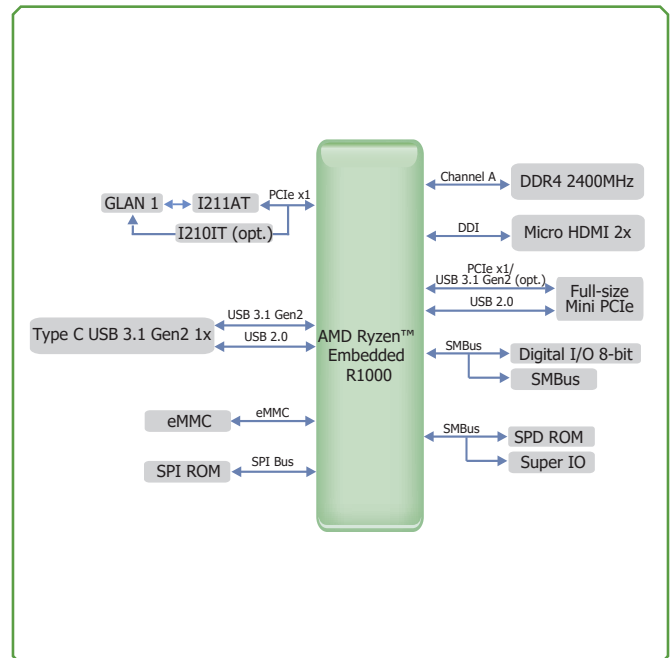 GLAN 1
I211AT
PCIe x1
I210IT (opt.)
Type C USB 3.1 Gen2 1x
USB 3.1 Gen2
USB 2.0
eMMC
eMMC
SPI ROM
SPI Bus
AMD Ryzen™
Embedded
R1000
Channel A
DDR4 2400MHz
DDI
Micro HDMI 2x
PCIe x1/
USB 3.1 Gen2 (opt.)
USB 2.0
Full-size
Mini PCIe
SMBus
Digital I/O 8-bit
SMBus
SMBus
SPD ROM
Super IO